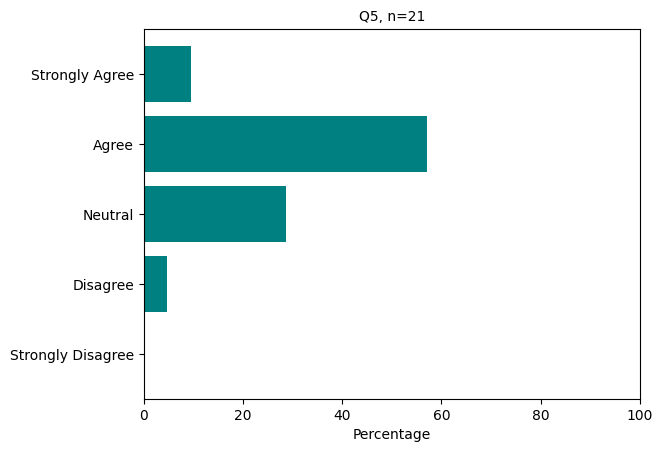 Q5, n=21
Strongly Agree
Agree
Neutral
Disagree
Strongly Disagree
0 20 40 60 80 100
Percentage